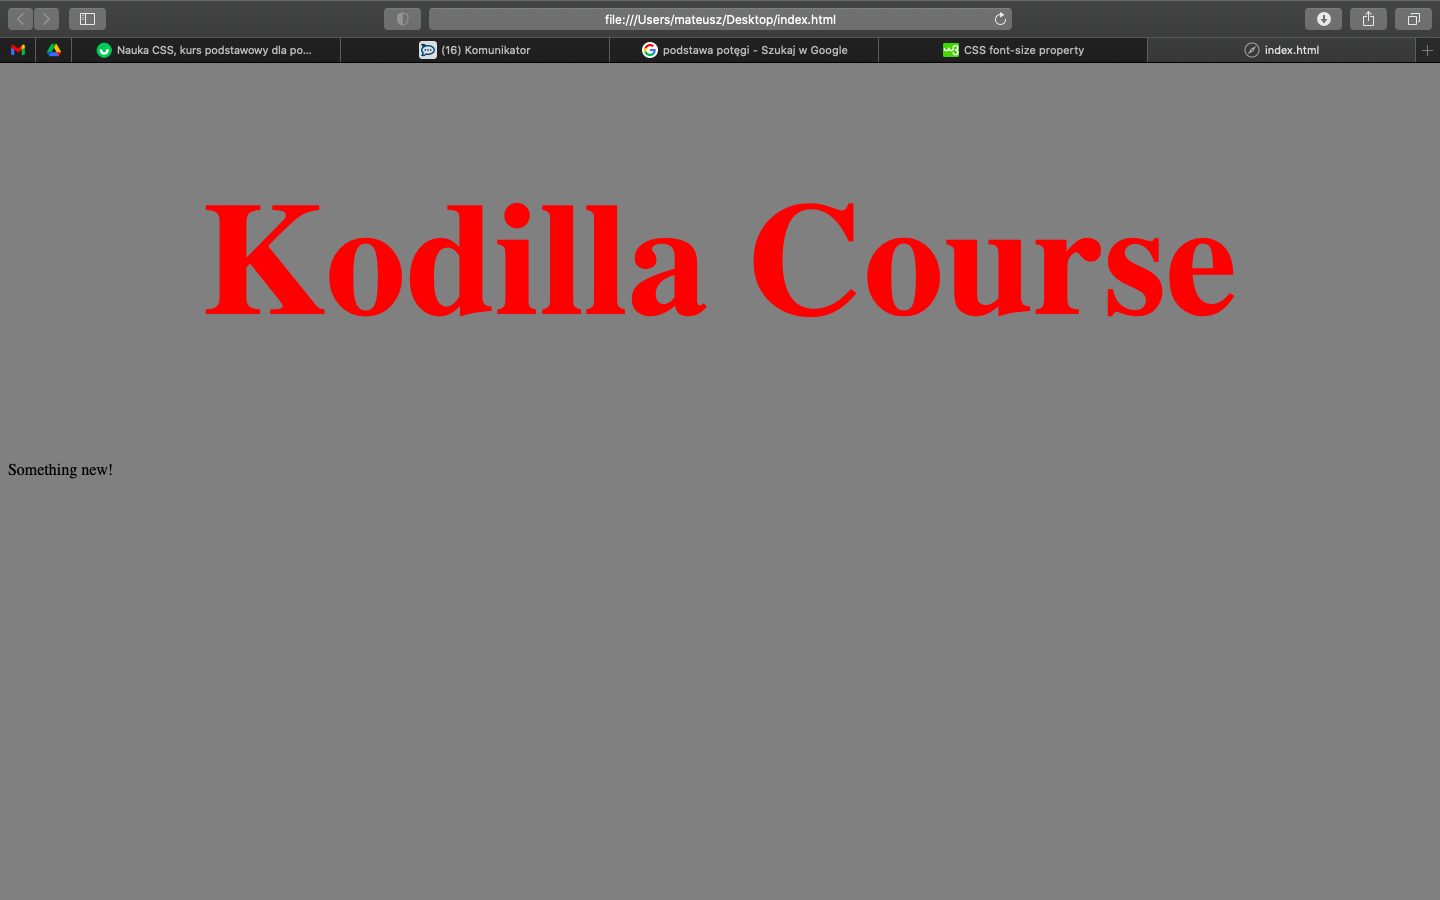 file:///Users/mateusz/Desktop/index.html
Nauka CSS, kurs podstawowy dla po...
(16) Komunikator
podstawa potęgi - Szukaj w Google
CSS font-size property
index.html
Kodilla Course
Something new!